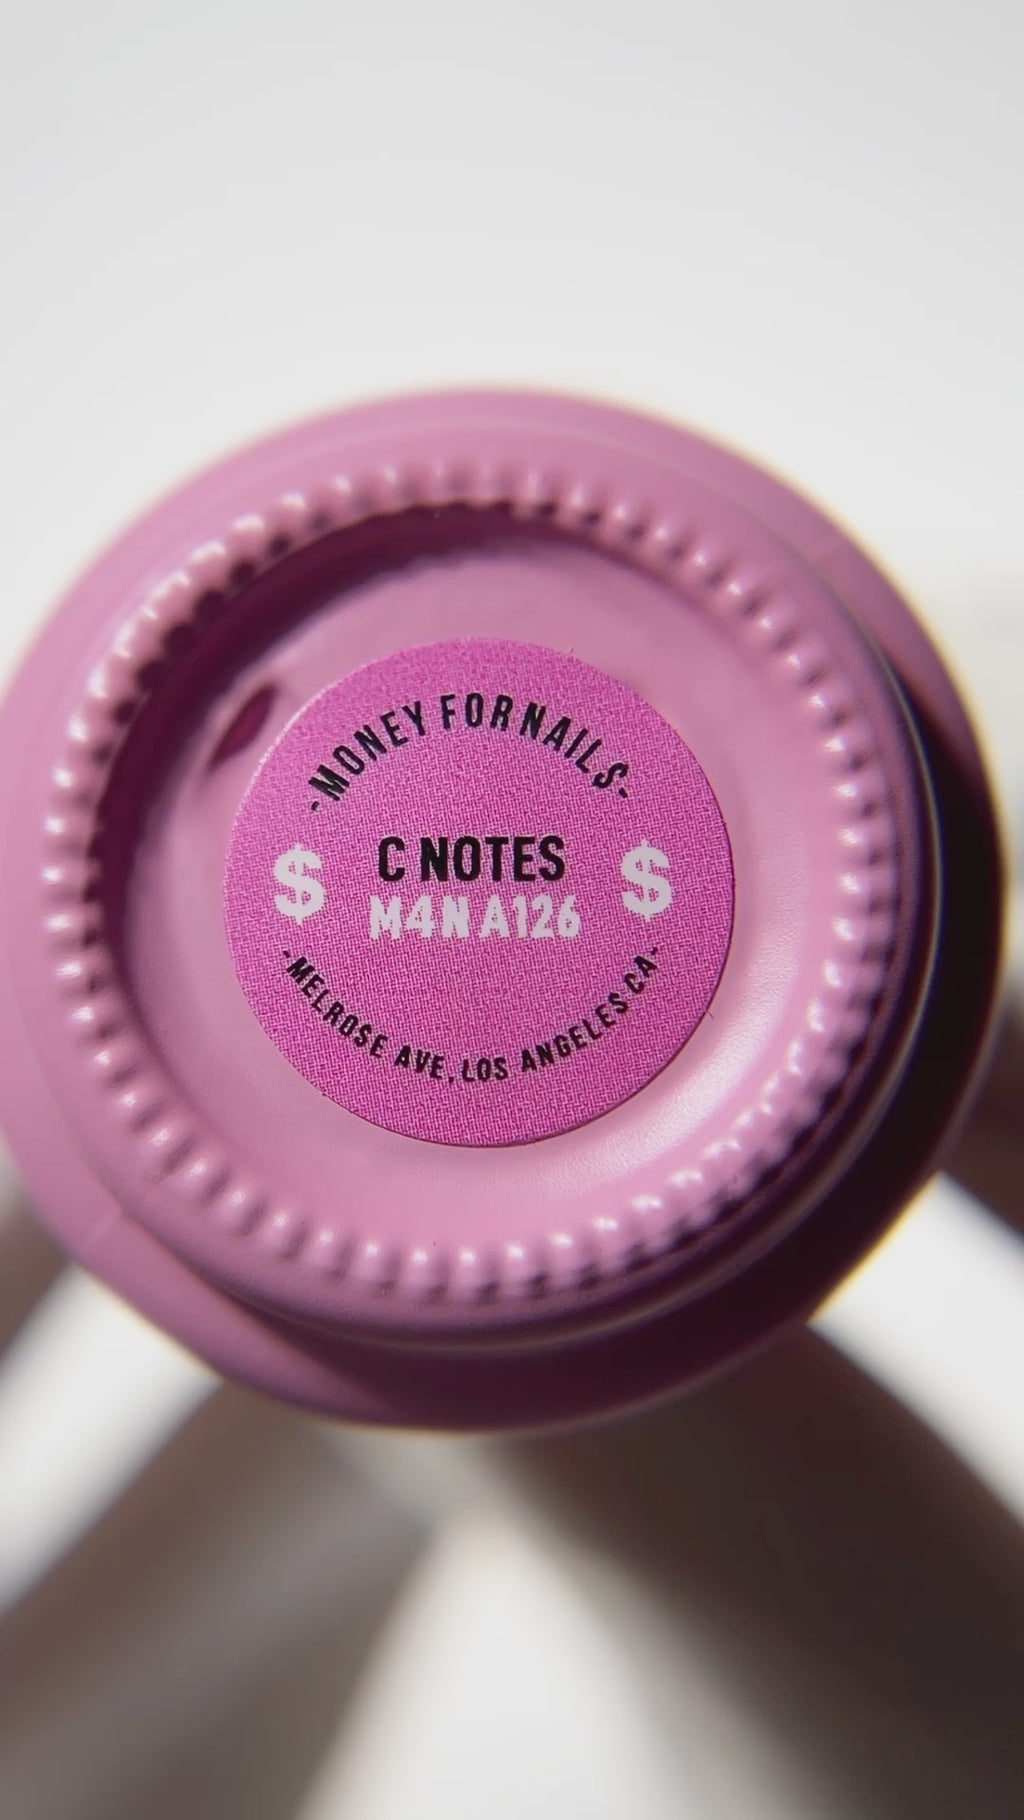 -MONEY FOR NAILS-
C NOTES
$ $
M4N A126
-MELROSE AVE, LOS ANGELES CA-